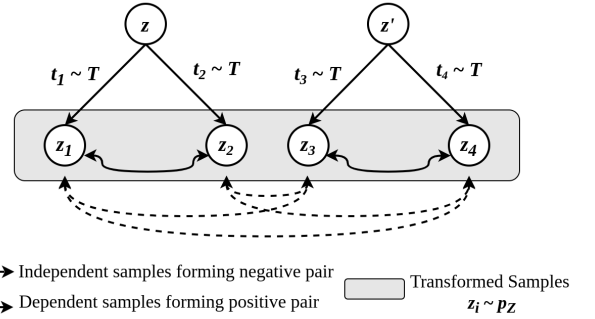 z z'
t1 ~ T t2 ~ T t3 ~ T t4 ~ T
z1 z2 z3 z4
Independent samples forming negative pair
Dependent samples forming positive pair
Transformed Samples
zi ~ pZ